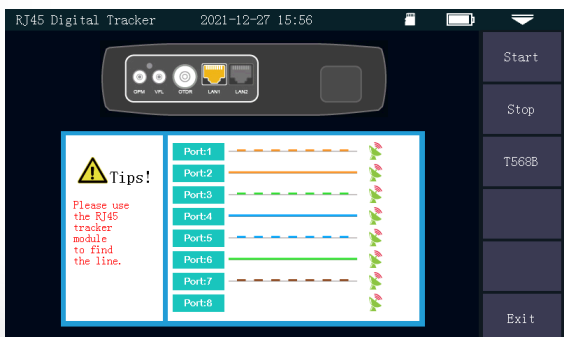 RJ45 Digital Tracker 2021-12-27 15:56
OPM VFL OTDR LAN1 LAN2
Start
Stop
T568B
Exit
Tips!
Please use
the RJ45
tracker
module
to find
the line.
Port:1
Port:2
Port:3
Port:4
Port:5
Port:6
Port:7
Port:8